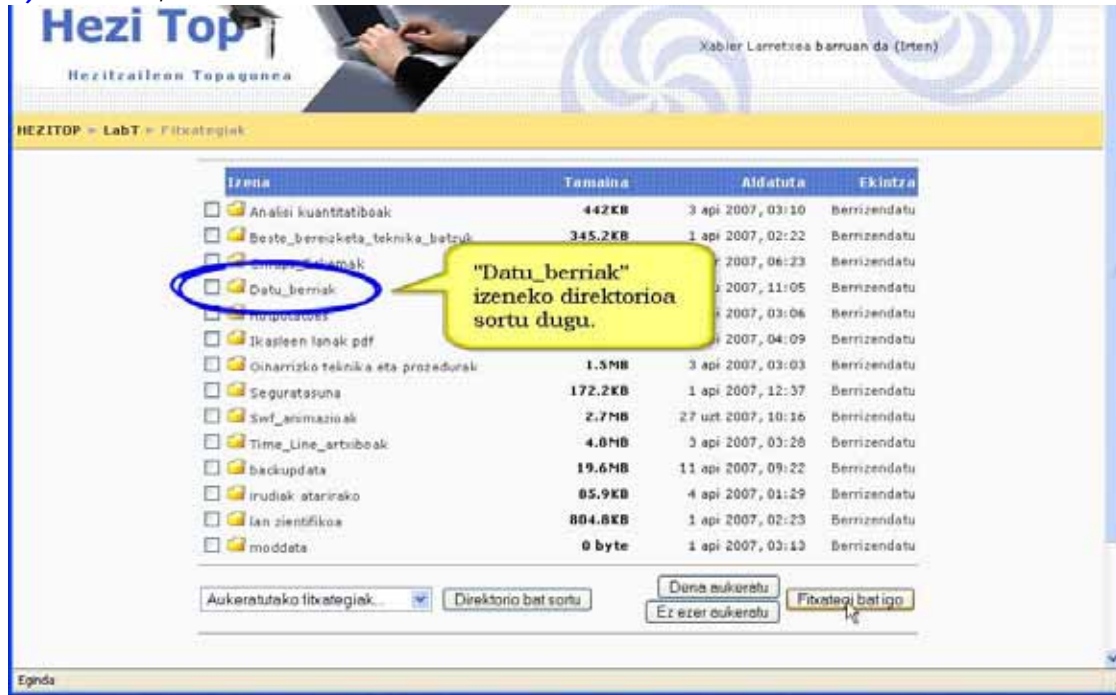 Hezi Top
Hezitzaileen Topagunea
Xabier Larretxea barruan da (Irten)
HEZITOP LabT Fitxategiak
Izena Tamaina Aldatuta Ekintza
Analisi kuantitatiboak 442KB 3 api 2007, 03:10 Berrizendatu
Beste_bereizketa_teknika_batzuk 345.2KB 1 api 2007, 02:22 Berrizendatu
2007, 06:23 Berrizendatu
Datu_berriak 2007, 11:05 Berrizendatu
"Datu_berriak"
izeneko direktorioa
sortu dugu.
Hotpotatoes 2007, 03:06 Berrizendatu
Ikasleen lanak pdf 2007, 04:09 Berrizendatu
Oinarrizko teknika eta prozedurak 1.5MB 3 api 2007, 03:03 Berrizendatu
Seguratasuna 172.2KB 1 api 2007, 12:37 Berrizendatu
Swf_animazioak 2.7MB 27 uzt 2007, 10:16 Berrizendatu
Time_Line_artxiboak 4.8MB 3 api 2007, 03:28 Berrizendatu
backupdata 19.6MB 11 api 2007, 09:22 Berrizendatu
irudiak atarirako 85.9KB 4 api 2007, 01:29 Berrizendatu
lan zientifikoa 804.8KB 1 api 2007, 02:23 Berrizendatu
moddata 0 byte 1 api 2007, 03:13 Berrizendatu
Aukeratutako fitxategiak... Direktorio bat sortu Dena aukeratu Fitxategi bat igo
Ez ezer aukeratu
Eginda